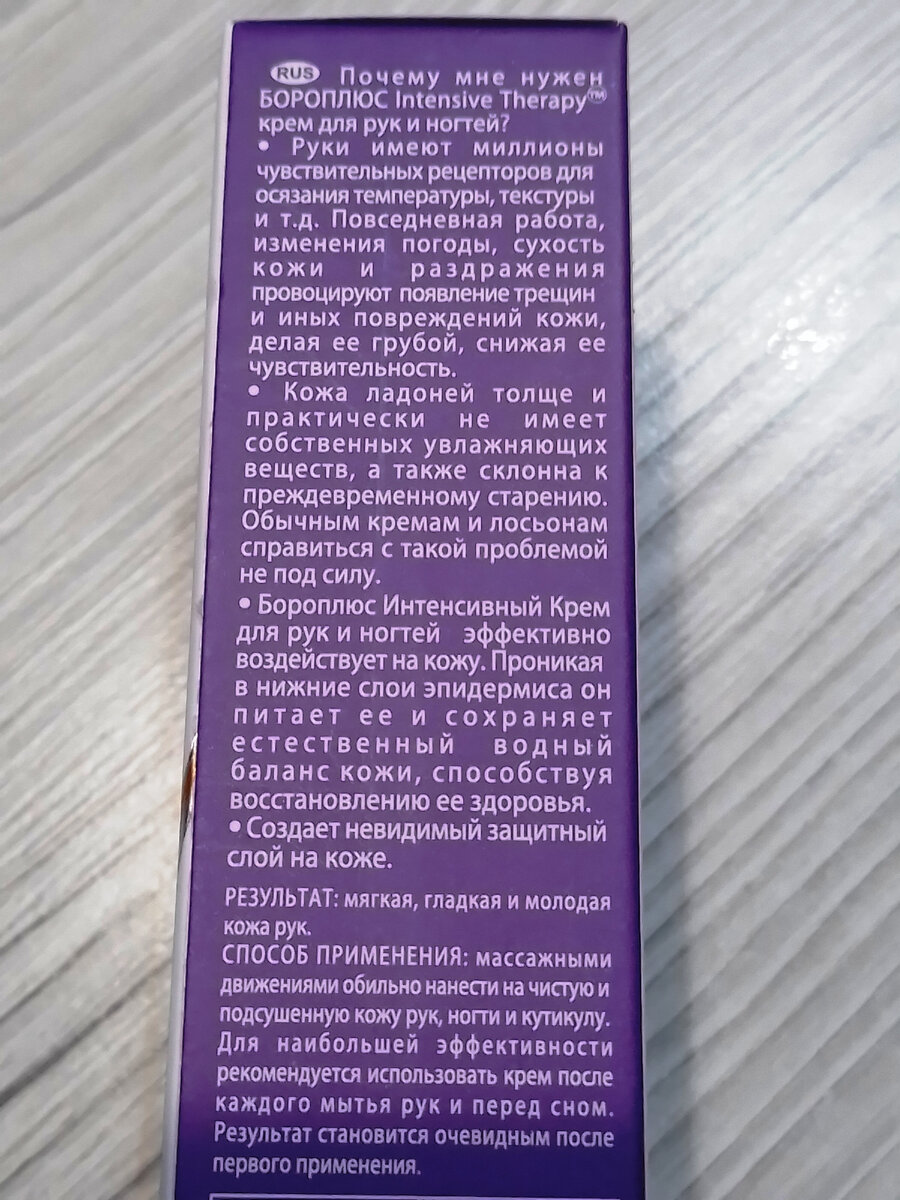 RUS Почему мне нужен
БОРОПЛЮС Intensive Therapy™
крем для рук и ногтей?
• Руки имеют миллионы
чувствительных рецепторов для
осязания температуры, текстуры
и т.д. Повседневная работа,
изменения погоды, сухость
кожи и раздражения
провоцируют появление трещин
и иных повреждений кожи,
делая ее грубой, снижая ее
чувствительность.
• Кожа ладоней толще и
практически не имеет
собственных увлажняющих
веществ, а также склонна к
преждевременному старению.
Обычным кремам и лосьонам
справиться с такой проблемой
не под силу.
• Бороплюс Интенсивный Крем
для рук и ногтей эффективно
воздействует на кожу. Проникая
в нижние слои эпидермиса он
питает ее и сохраняет
естественный водный
баланс кожи, способствуя
восстановлению ее здоровья.
• Создает невидимый защитный
слой на коже.
РЕЗУЛЬТАТ: мягкая, гладкая и молодая
кожа рук.
СПОСОБ ПРИМЕНЕНИЯ: массажными
движениями обильно нанести на чистую и
подсушенную кожу рук, ногти и кутикулу.
Для наибольшей эффективности
рекомендуется использовать крем после
каждого мытья рук и перед сном.
Результат становится очевидным после
первого применения.